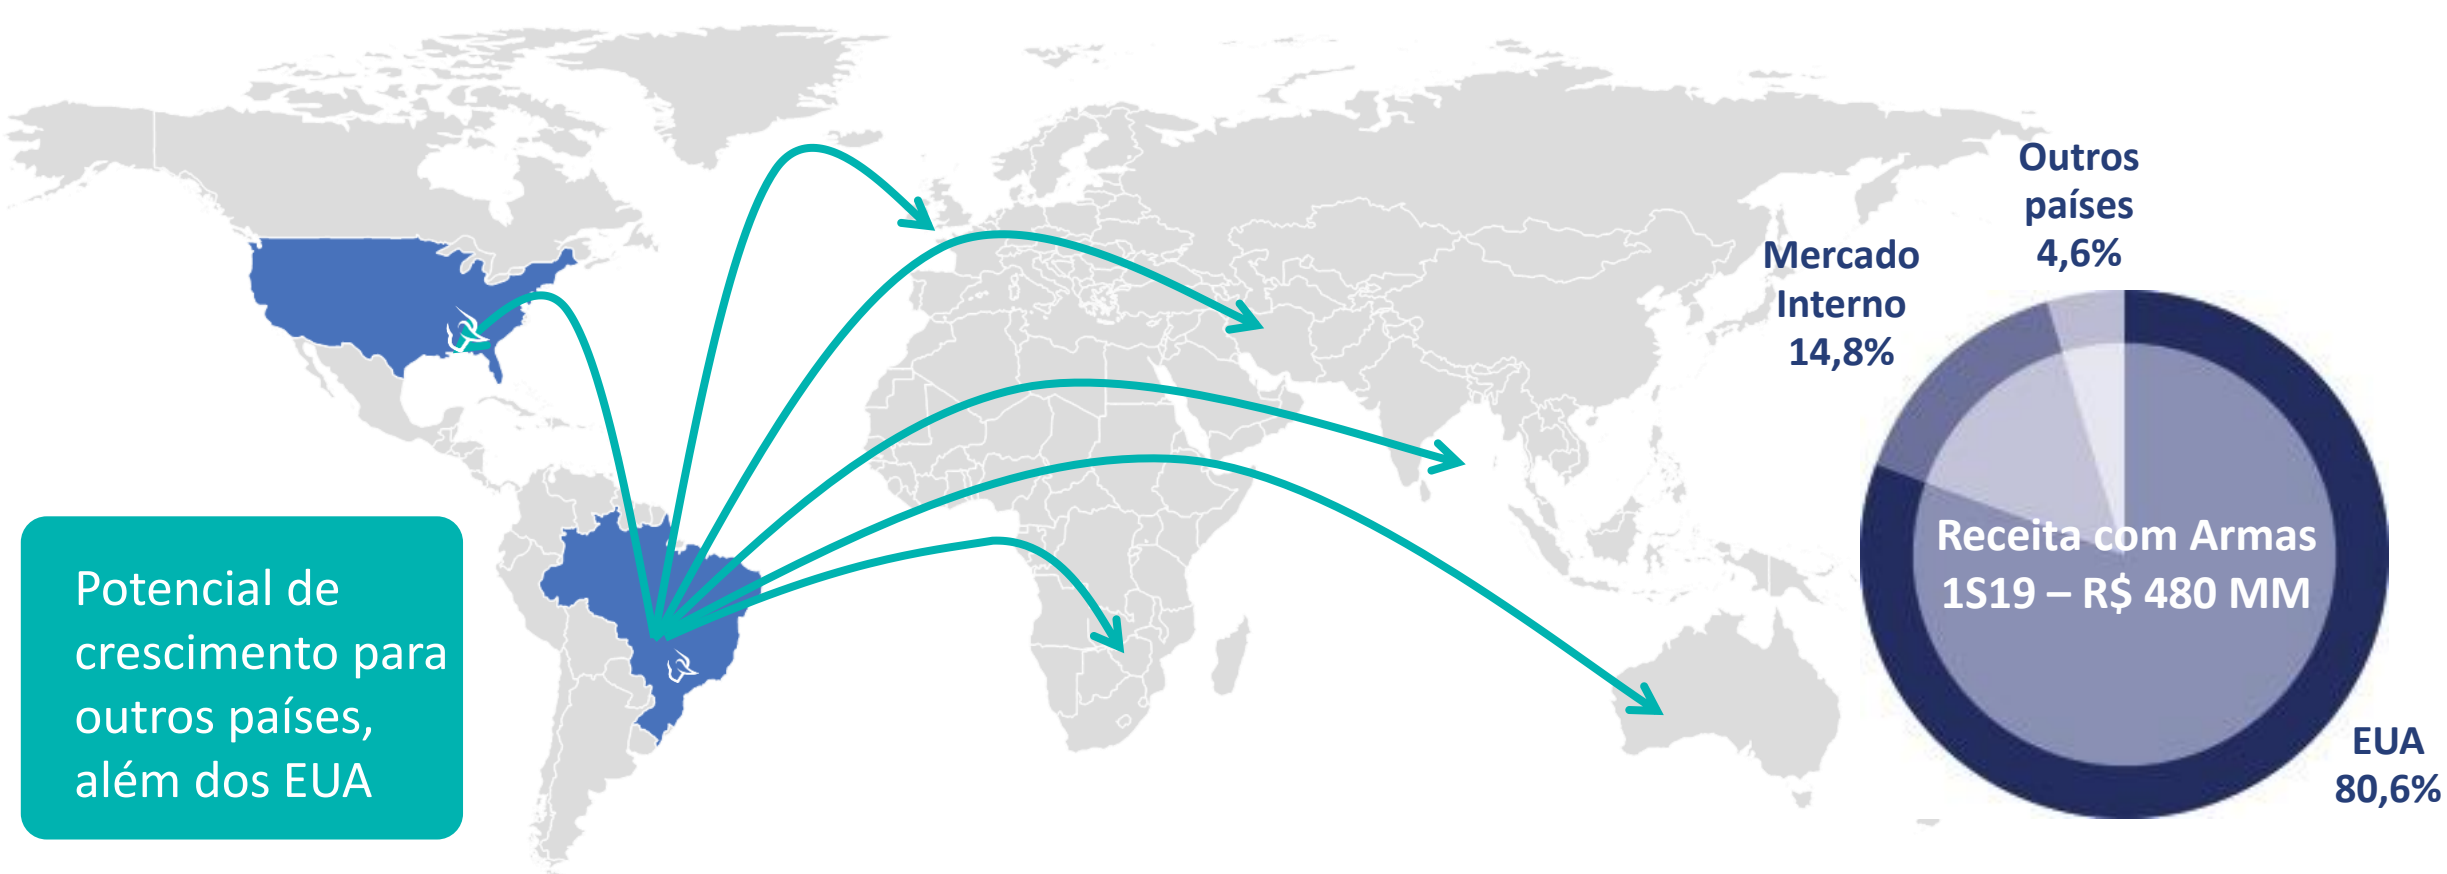 Potencial de
crescimento para
outros países,
além dos EUA
Outros
países
4,6%
Mercado
Interno
14,8%
Receita com Armas
1S19 – R$ 480 MM
EUA
80,6%